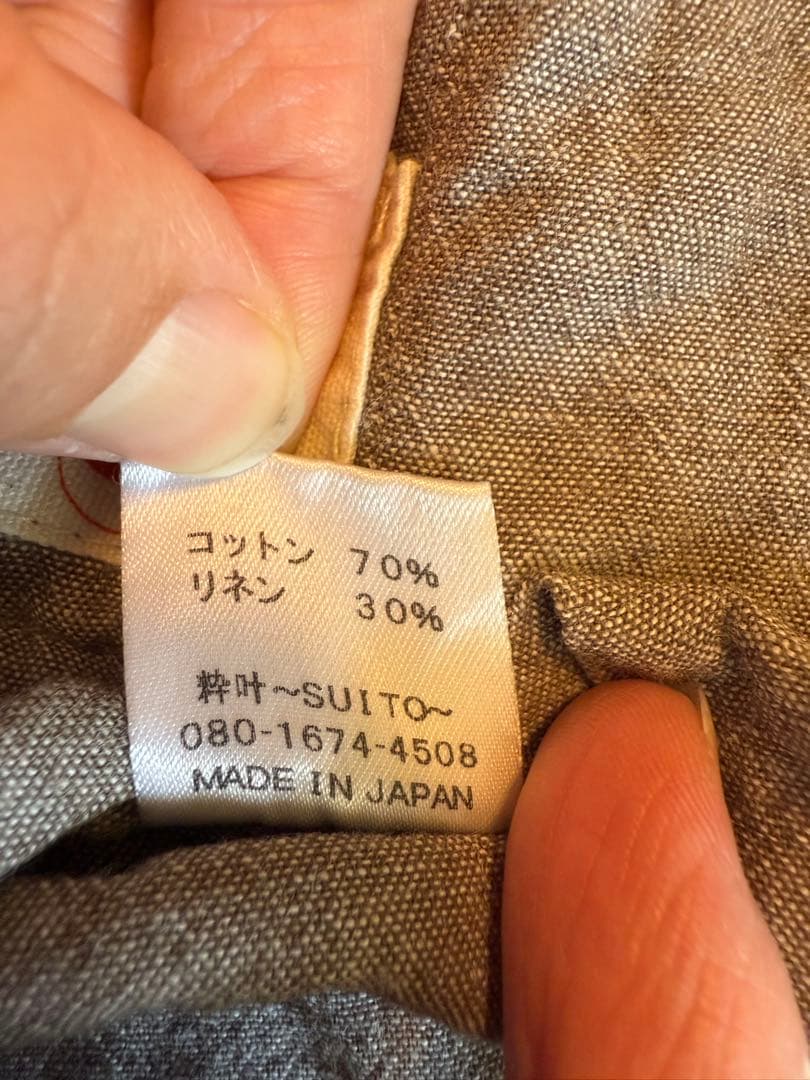 コットン 70%
リネン 30%
粋叶～SUITO～
080-1674-4508
MADE IN JAPAN